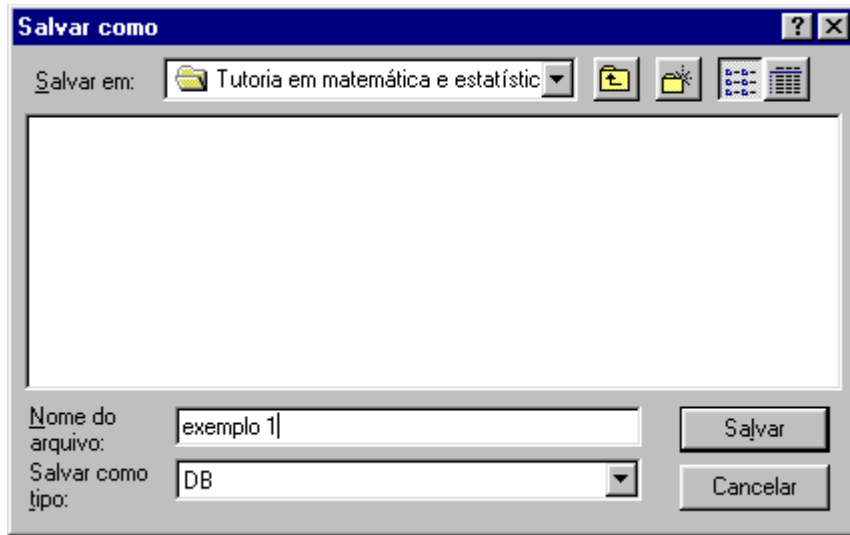 Salvar como
Salvar em: Tutoria em matemática e estatístic
Nome do
arquivo:
exemplo 1
Salvar
Salvar como
tipo:
DB
Cancelar